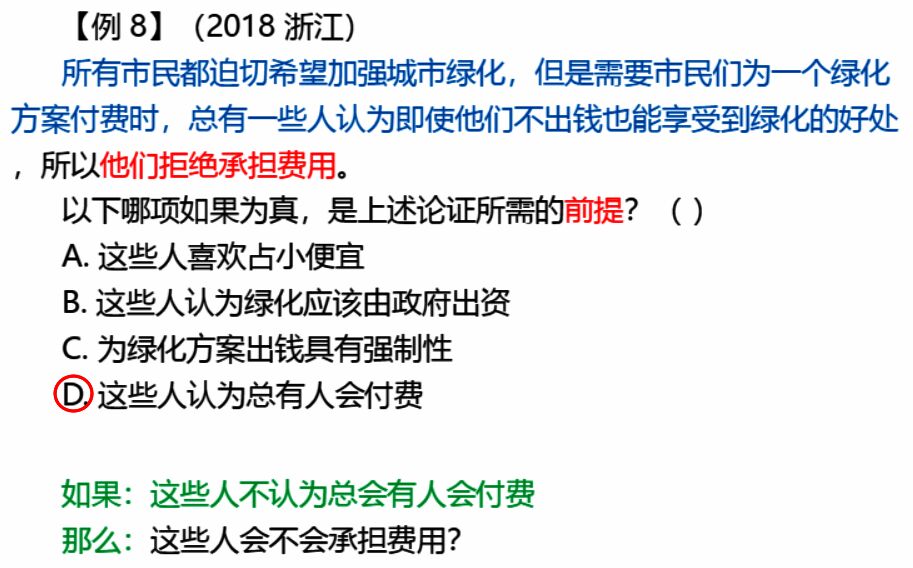 【例 8】（2018 浙江）
所有市民都迫切希望加强城市绿化，但是需要市民们为一个绿化
方案付费时，总有一些人认为即使他们不出钱也能享受到绿化的好处
，所以他们拒绝承担费用。
以下哪项如果为真，是上述论证所需的前提？（ ）
A. 这些人喜欢占小便宜
B. 这些人认为绿化应该由政府出资
C. 为绿化方案出钱具有强制性
D. 这些人认为总有人会付费
如果：这些人不认为总会有人会付费
那么：这些人会不会承担费用？